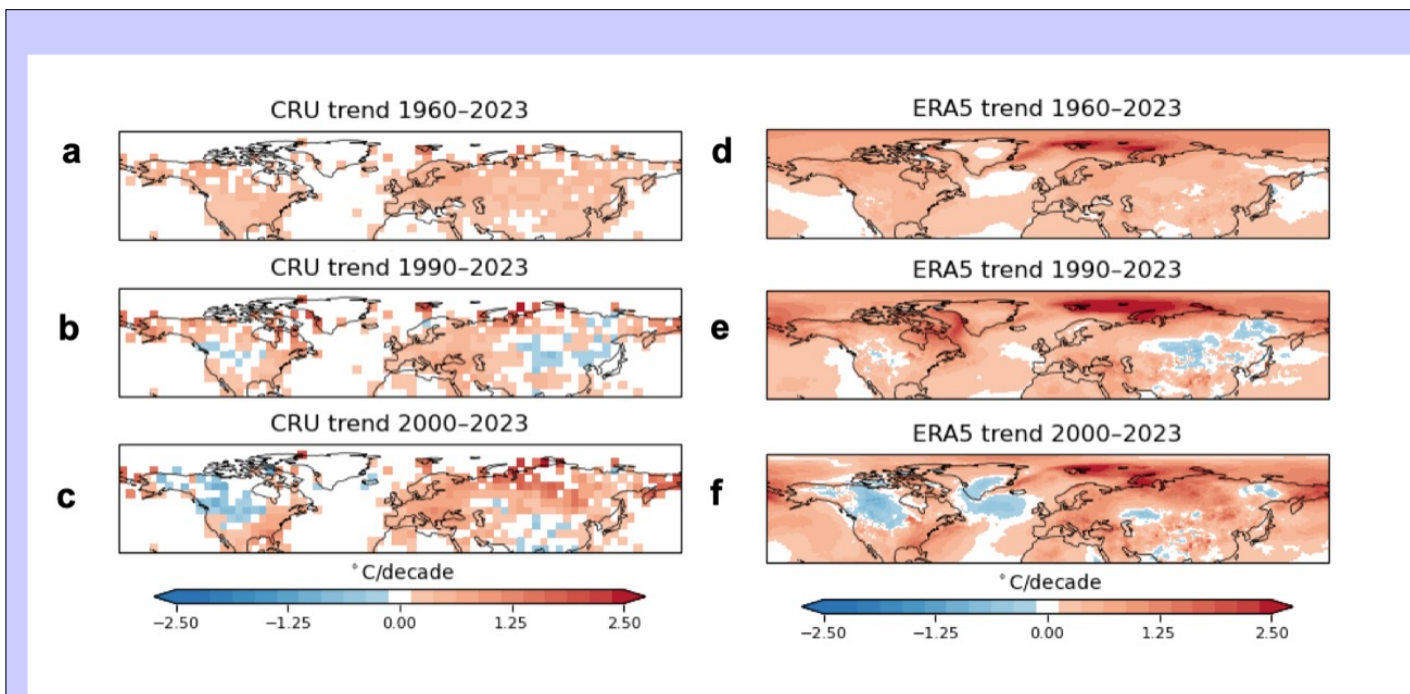 CRU trend 1960–2023
a
CRU trend 1990–2023
b
CRU trend 2000–2023
c
°C/decade
−2.50 −1.25 0.00 1.25 2.50
ERA5 trend 1960–2023
d
ERA5 trend 1990–2023
e
ERA5 trend 2000–2023
f
°C/decade
−2.50 −1.25 0.00 1.25 2.50